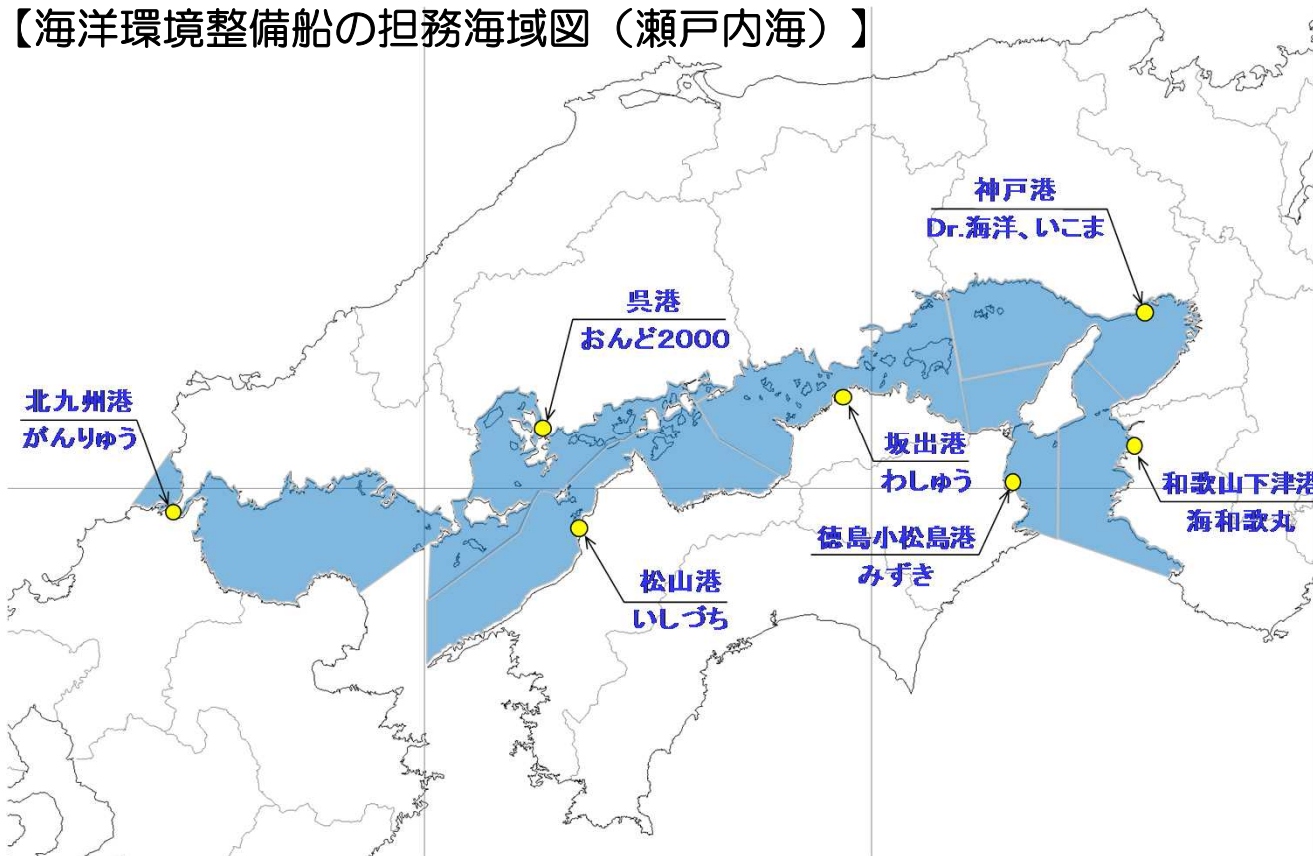 【海洋環境整備船の担務海域図（瀬戸内海）】
神戸港
Dr.海洋、いこま
呉港
おんど2000
北九州港
がんりゅう
坂出港
わしゅう
和歌山下津港
海和歌丸
徳島小松島港
みずき
松山港
いしづち